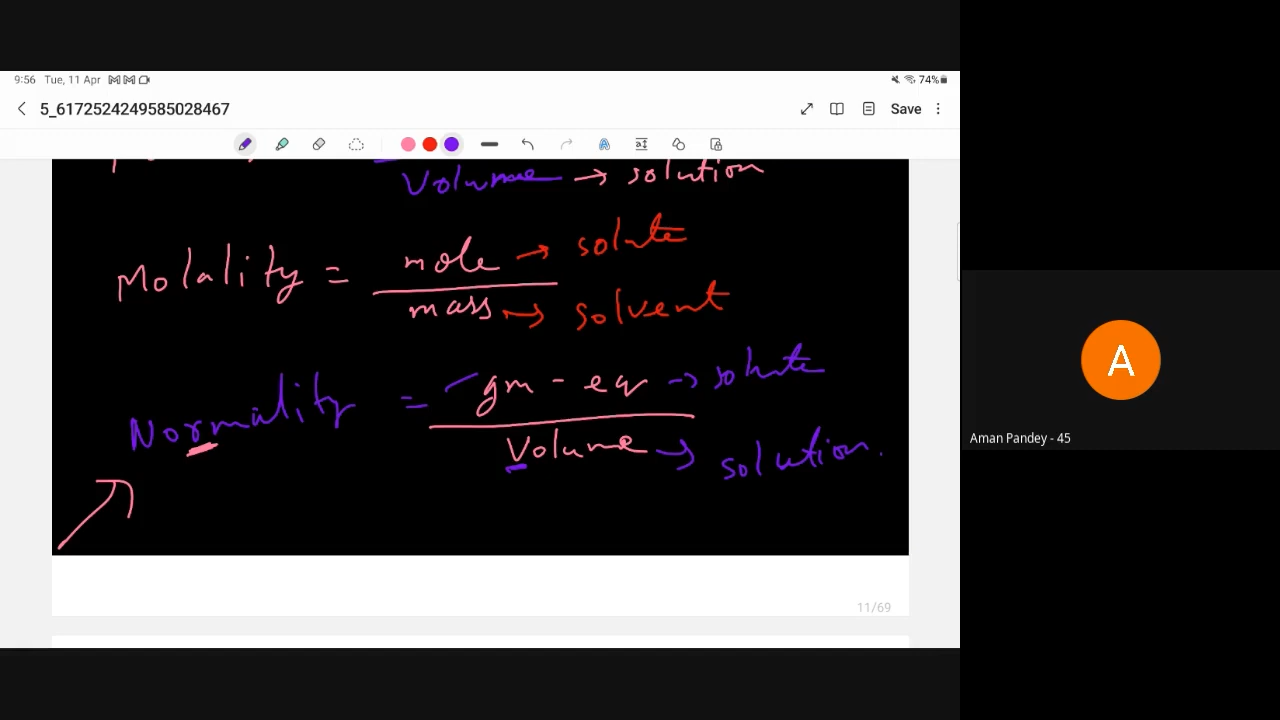 9:56 Tue, 11 Apr
74%
5_6172524249585028467
Save
Volume → solution
Molality = mole → solute
mass → solvent
Normality = gm - eq → solute
Volume → solution.
11/69
A
Aman Pandey - 45